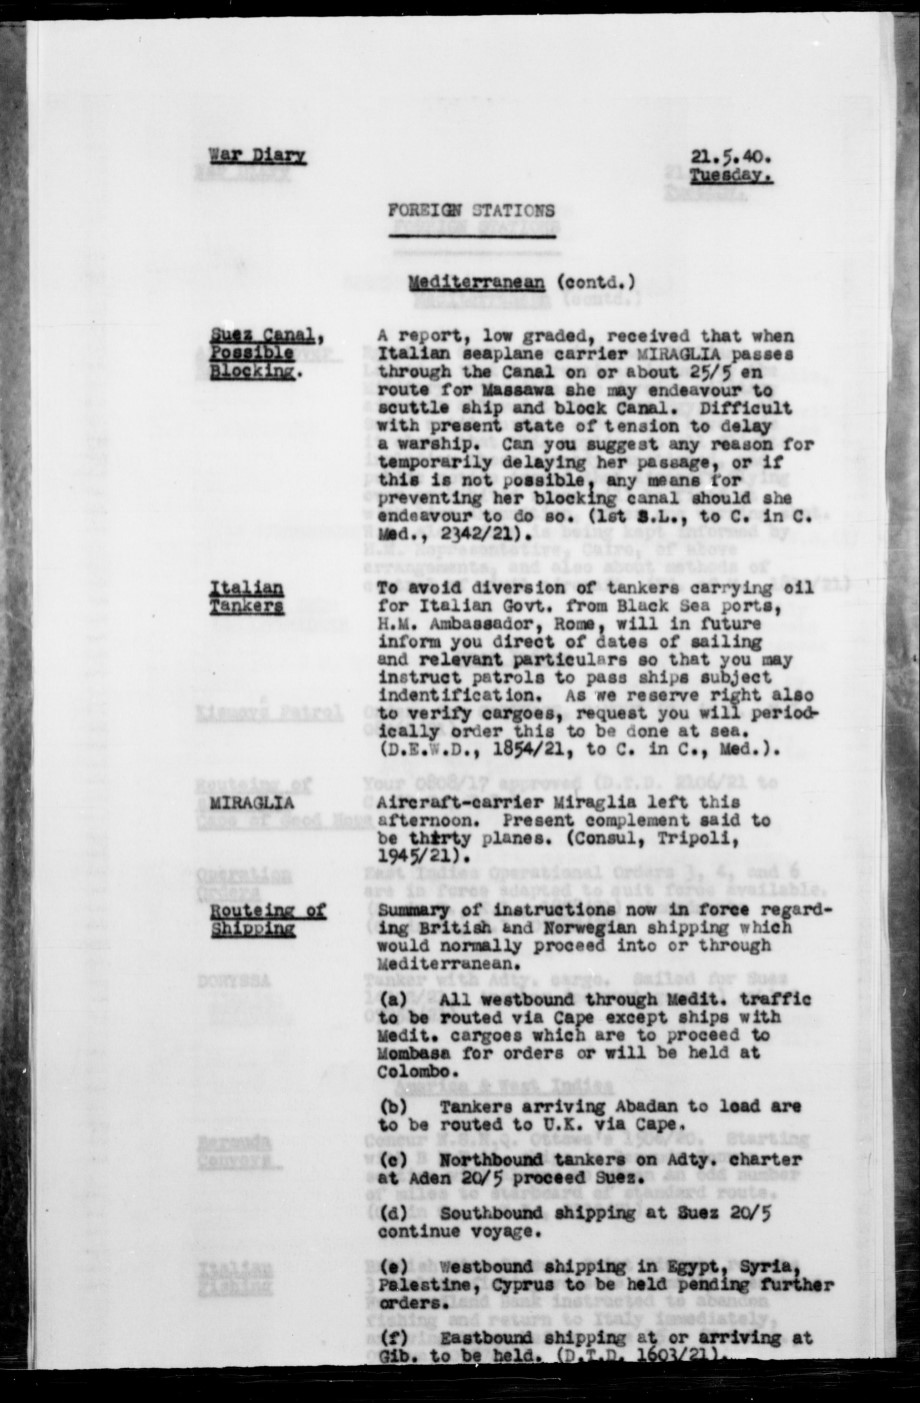 War Diary
21.5.40.
Tuesday.
FOREIGN STATIONS
Mediterranean (contd.)
Suez Canal,
Possible
Blocking.
A report, low graded, received that when
Italian seaplane carrier MIRAGLIA passes
through the Canal on or about 25/5 en
route for Massawa she may endeavour to
scuttle ship and block Canal. Difficult
with present state of tension to delay
a warship. Can you suggest any reason for
temporarily delaying her passage, or if
this is not possible, any means for
preventing her blocking canal should she
endeavour to do so. (1st S.L., to C. in C.
Med., 2342/21).
Italian
Tankers
To avoid diversion of tankers carrying oil
for Italian Govt. from Black Sea ports,
H.M. Ambassador, Rome, will in future
inform you direct of dates of sailing
and relevant particulars so that you may
instruct patrols to pass ships subject
indentification. As we reserve right also
to verify cargoes, request you will period-
ically order this to be done at sea.
(D.E.W.D., 1854/21, to C. in C., Med.).
MIRAGLIA
Aircraft-carrier Miraglia left this
afternoon. Present complement said to
be thirty planes. (Consul, Tripoli,
1945/21).
Routeing of
Shipping
Summary of instructions now in force regard-
ing British and Norwegian shipping which
would normally proceed into or through
Mediterranean.
(a) All westbound through Medit. traffic
to be routed via Cape except ships with
Medit. cargoes which are to proceed to
Mombasa for orders or will be held at
Colombo.
(b) Tankers arriving Abadan to load are
to be routed to U.K. via Cape.
(c) Northbound tankers on Adty. charter
at Aden 20/5 proceed Suez.
(d) Southbound shipping at Suez 20/5
continue voyage.
(e) Westbound shipping in Egypt, Syria,
Palestine, Cyprus to be held pending further
orders.
(f) Eastbound shipping at or arriving at
Gib. to be held. (D.T.D. 1603/21).